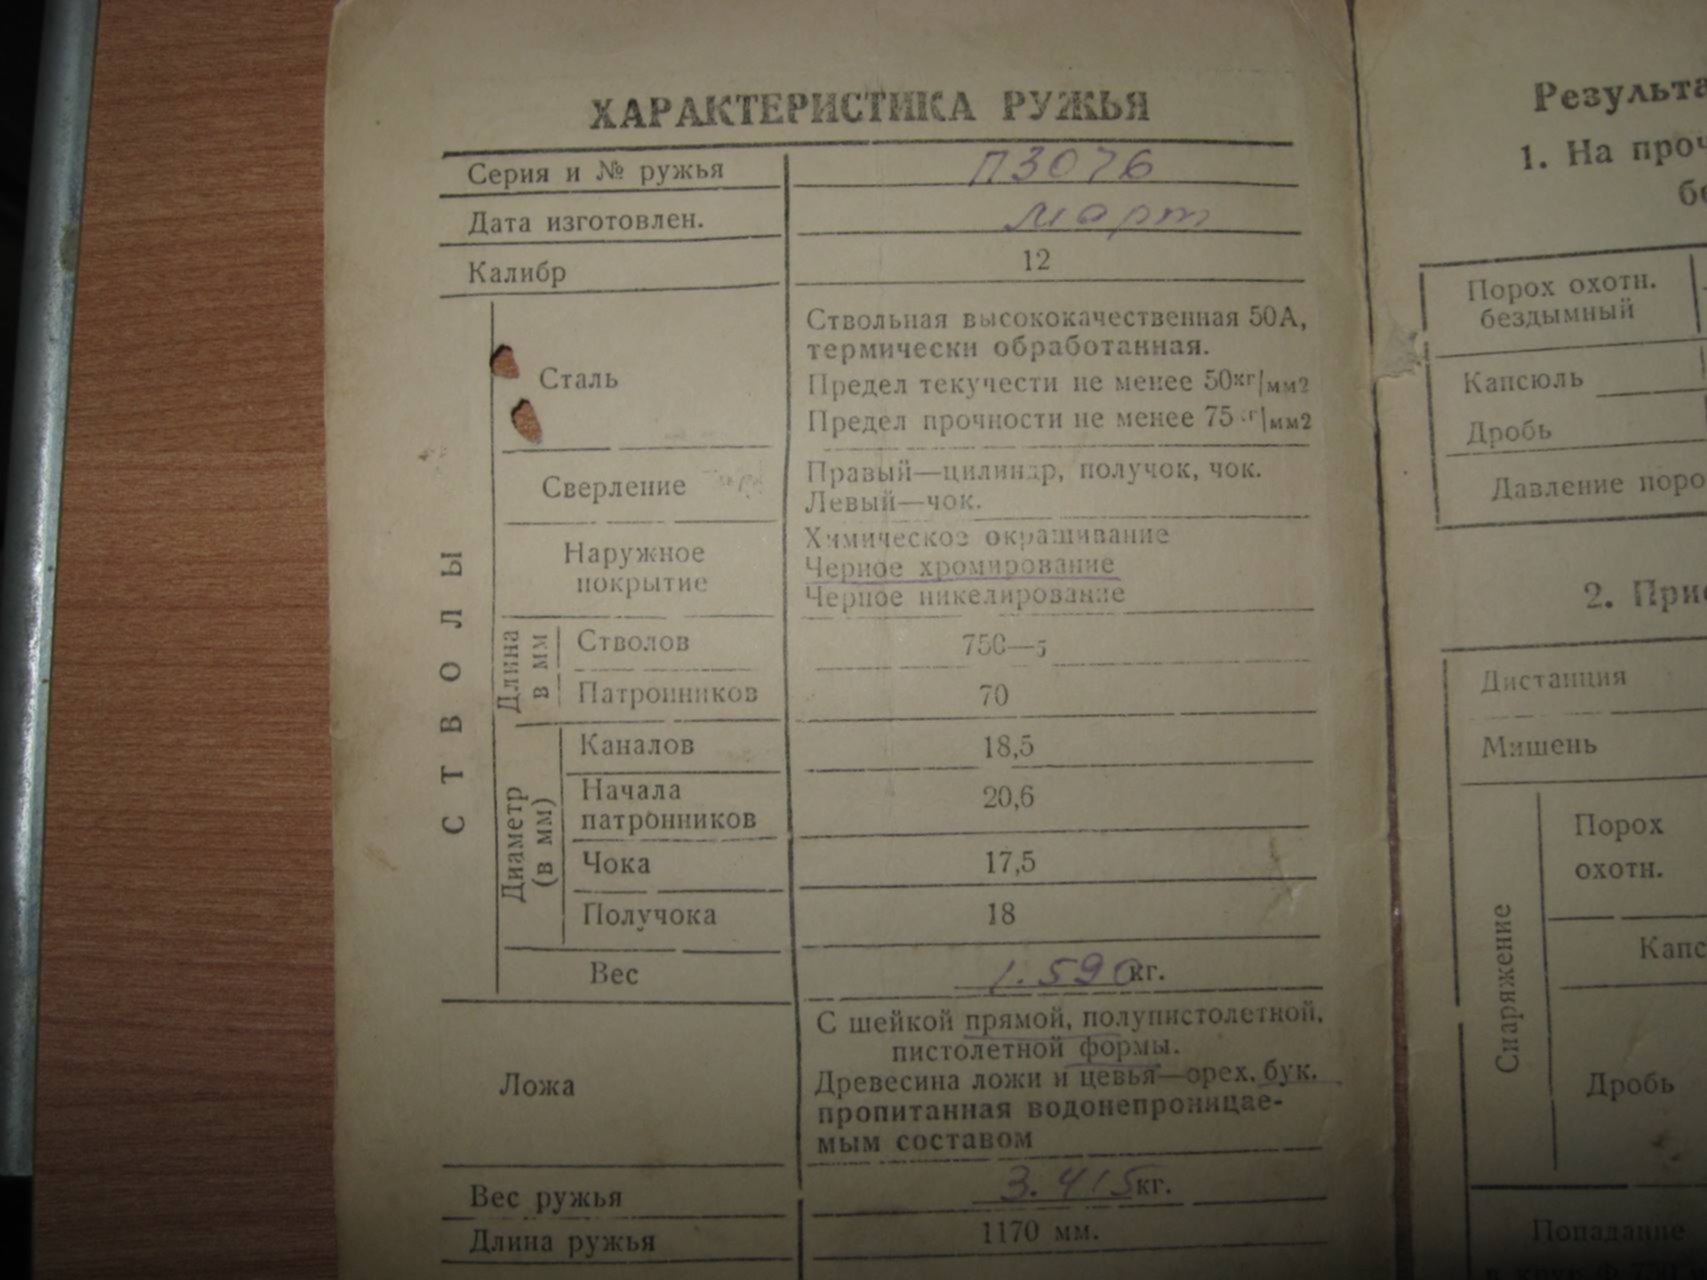 ХАРАКТЕРИСТИКА РУЖЬЯ
Серия и № ружья П3076
Дата изготовлен. март
Калибр 12
СТВОЛЫ
Сталь
Ствольная высококачественная 50А,
термически обработанная.
Предел текучести не менее 50кг/мм2
Предел прочности не менее 75 кг/мм2
Сверление
Правый—цилиндр, получок, чок.
Левый—чок.
Наружное
покрытие
Химическое окрашивание
Черное хромирование
Черное никелирование
Длина
в мм
Стволов 750—5
Патронников 70
Диаметр
(в мм)
Каналов 18,5
Начала
патронников 20,6
Чока 17,5
Получока 18
Вес 1.590 кг.
Ложа
С шейкой прямой, полупистолетной,
пистолетной формы.
Древесина ложи и цевья—орех, бук.
пропитанная водонепроницае-
мым составом
Вес ружья 3.415 кг.
Длина ружья 1170 мм.
Результа
1. На проч
бе
Порох охотн.
бездымный
Капсюль
Дробь
Давление поро
2. При
Дистанция
Мишень
Снаряжение
Порох
охотн.
Капс
Дробь
Попадание